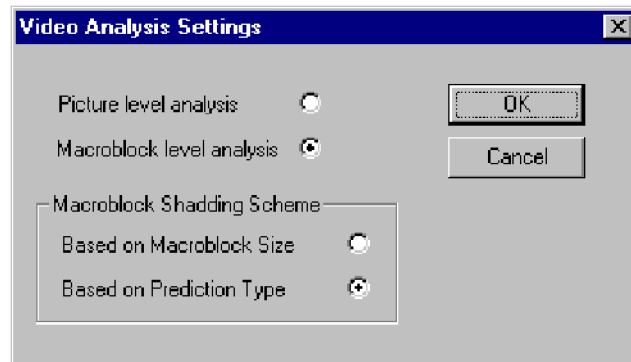 Video Analysis Settings
Picture level analysis
OK
Macroblock level analysis
Cancel
Macroblock Shadding Scheme
Based on Macroblock Size
Based on Prediction Type